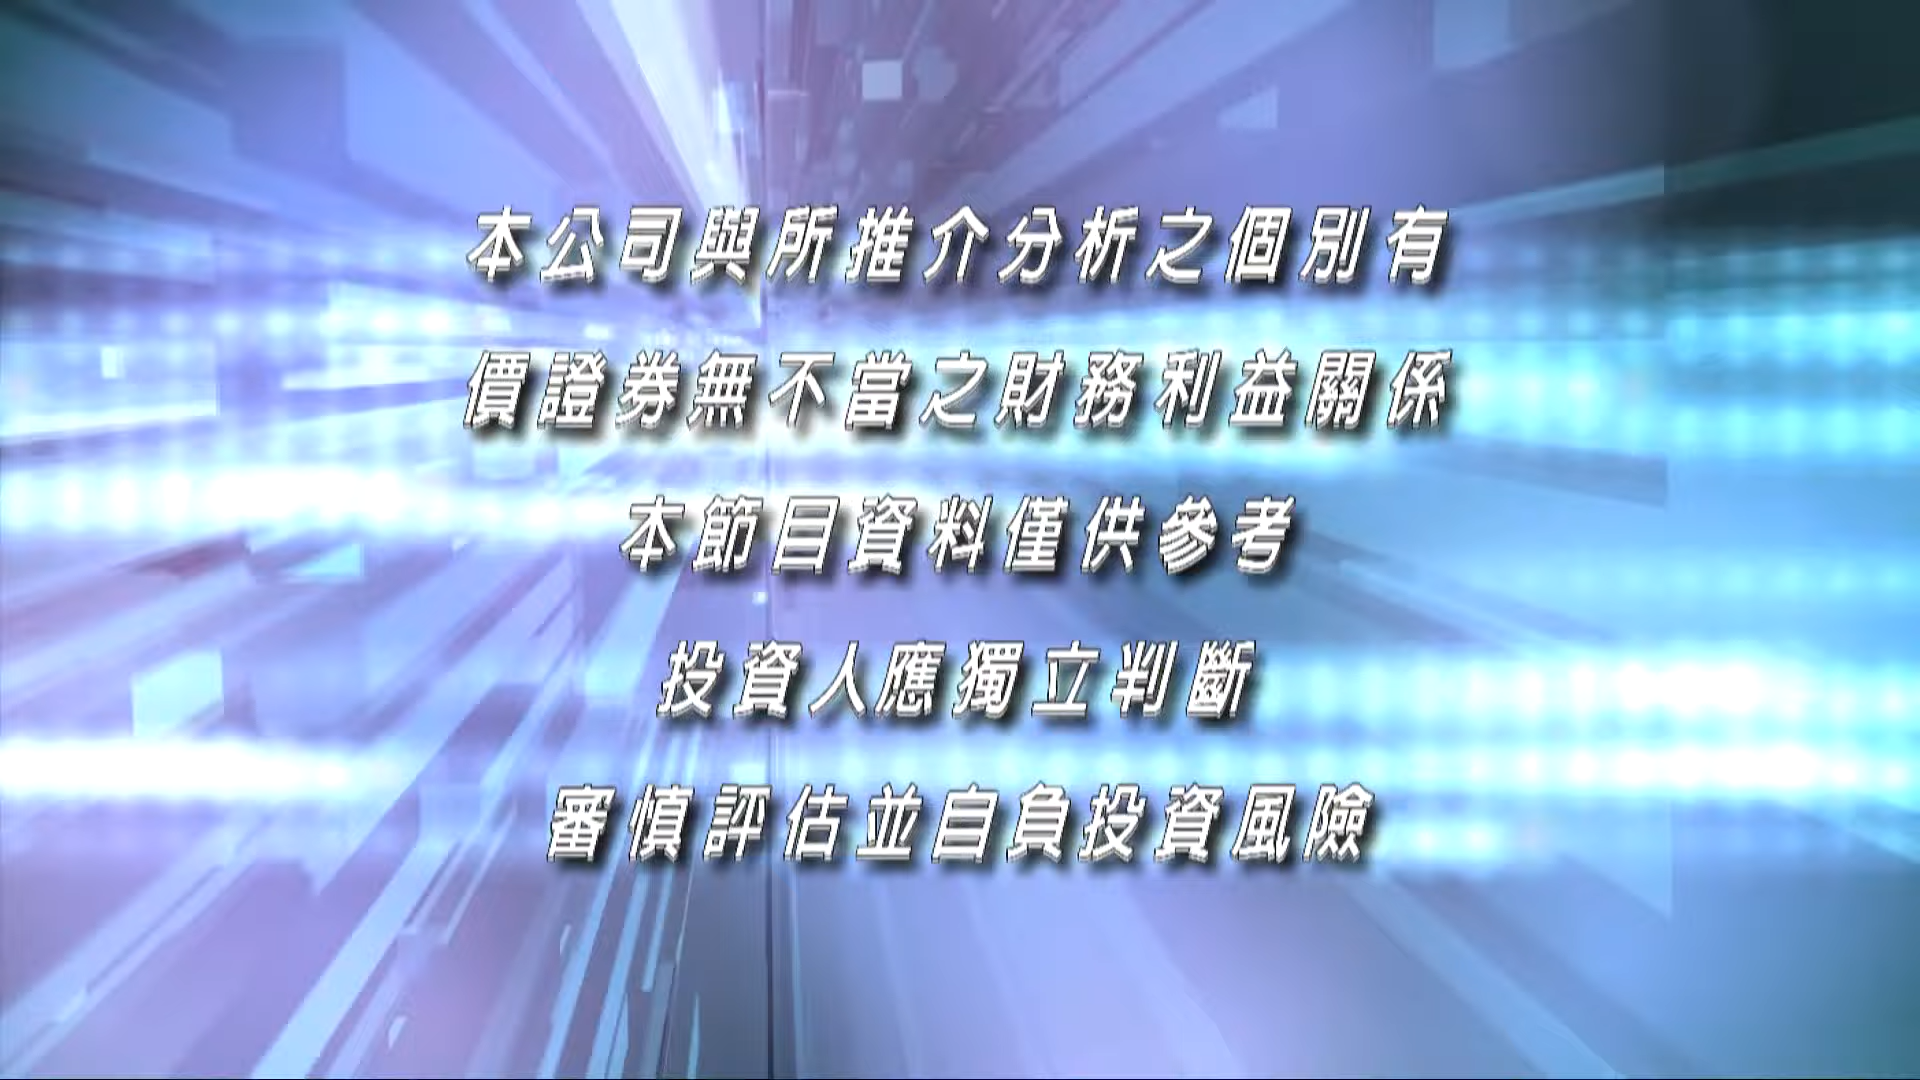 本公司與所推介分析之個別有
價證券無不當之財務利益關係
本節目資料僅供參考
投資人應獨立判斷
審慎評估並自負投資風險